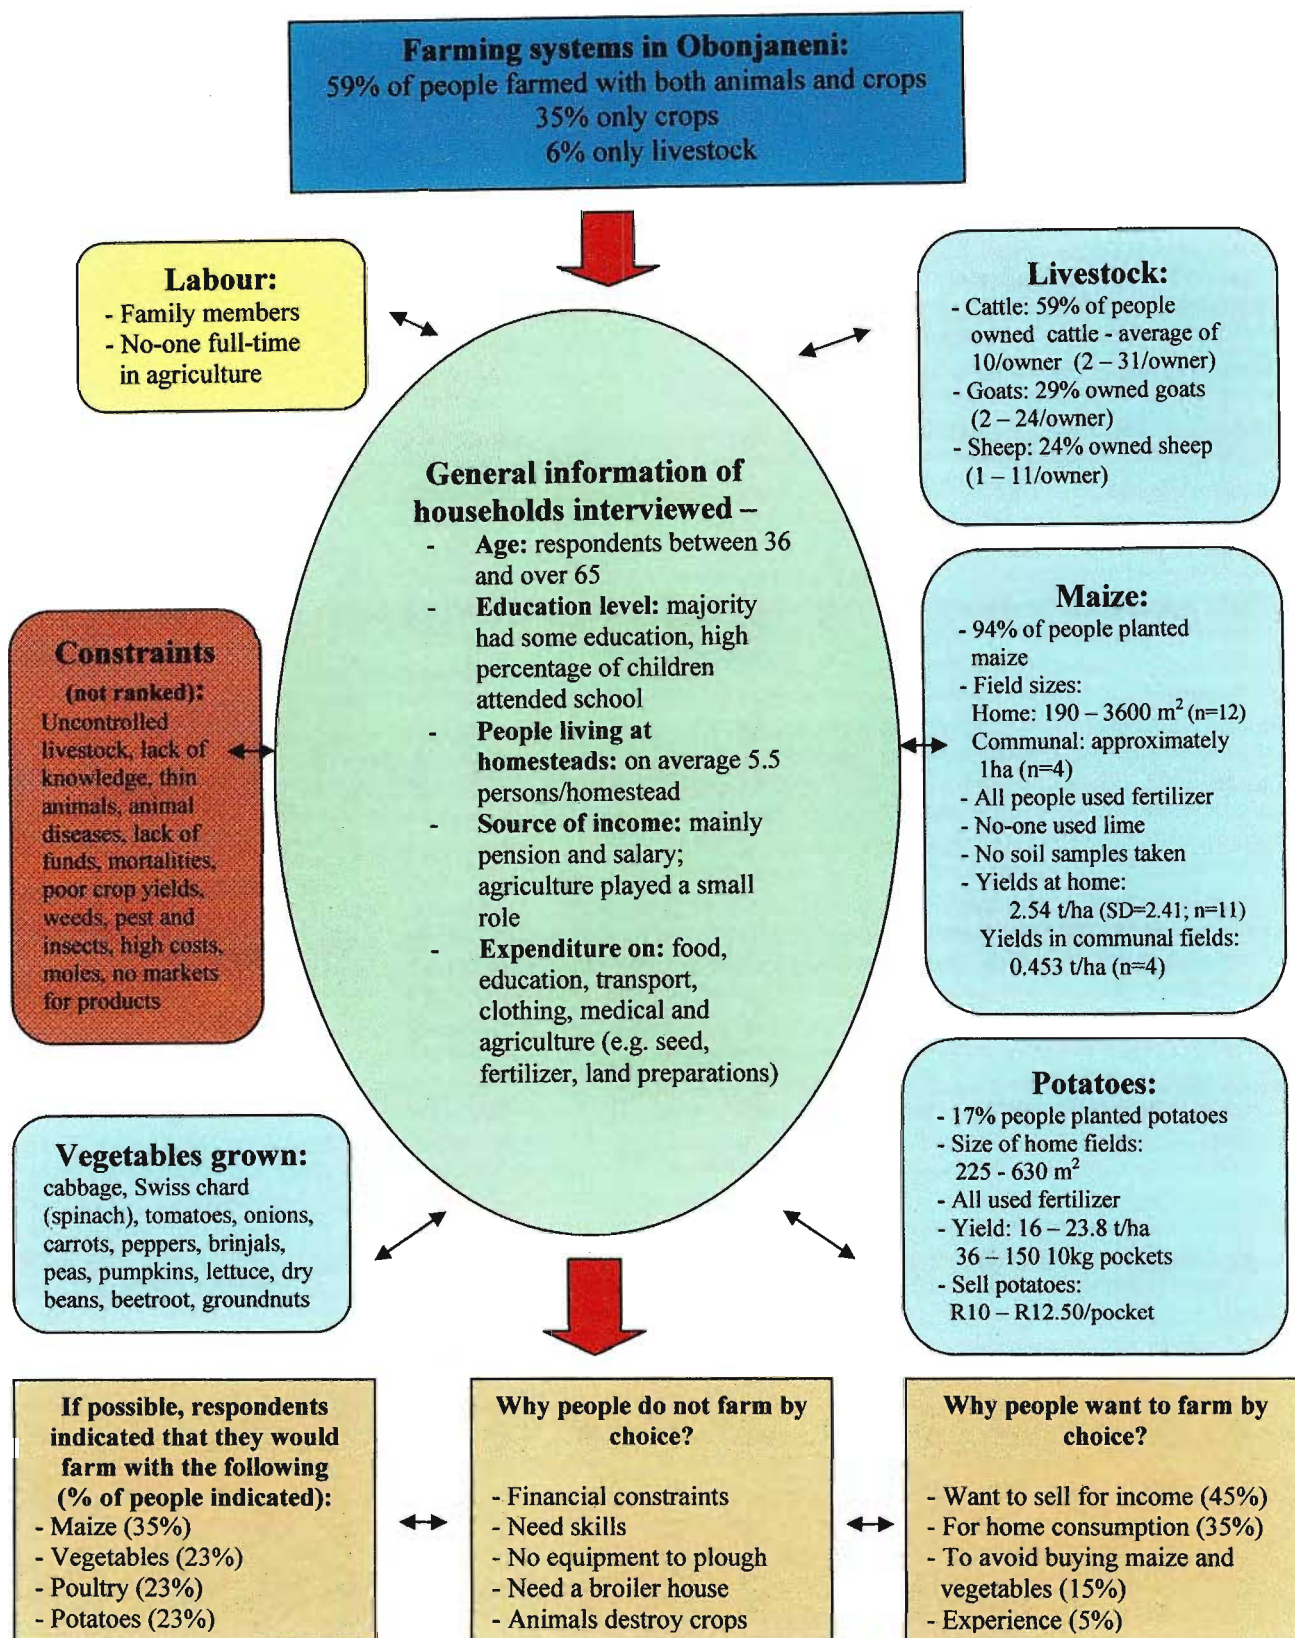 Farming systems in Obonjaneni:
59% of people farmed with both animals and crops
35% only crops
6% only livestock
Labour:
- Family members
- No-one full-time
in agriculture
Livestock:
- Cattle: 59% of people
owned cattle - average of
10/owner (2 – 31/owner)
- Goats: 29% owned goats
(2 – 24/owner)
- Sheep: 24% owned sheep
(1 – 11/owner)
General information of
households interviewed –
- Age: respondents between 36
and over 65
- Education level: majority
had some education, high
percentage of children
attended school
- People living at
homesteads: on average 5.5
persons/homestead
- Source of income: mainly
pension and salary;
agriculture played a small
role
- Expenditure on: food,
education, transport,
clothing, medical and
agriculture (e.g. seed,
fertilizer, land preparations)
Constraints
(not ranked):
Uncontrolled
livestock, lack of
knowledge, thin
animals, animal
diseases, lack of
funds, mortalities,
poor crop yields,
weeds, pest and
insects, high costs,
moles, no markets
for products
Maize:
- 94% of people planted
maize
- Field sizes:
Home: 190 – 3600 m² (n=12)
Communal: approximately
1ha (n=4)
- All people used fertilizer
- No-one used lime
- No soil samples taken
- Yields at home:
2.54 t/ha (SD=2.41; n=11)
Yields in communal fields:
0.453 t/ha (n=4)
Vegetables grown:
cabbage, Swiss chard
(spinach), tomatoes, onions,
carrots, peppers, brinjals,
peas, pumpkins, lettuce, dry
beans, beetroot, groundnuts
Potatoes:
- 17% people planted potatoes
- Size of home fields:
225 - 630 m²
- All used fertilizer
- Yield: 16 – 23.8 t/ha
36 – 150 10kg pockets
- Sell potatoes:
R10 – R12.50/pocket
If possible, respondents
indicated that they would
farm with the following
(% of people indicated):
- Maize (35%)
- Vegetables (23%)
- Poultry (23%)
- Potatoes (23%)
Why people do not farm by
choice?
- Financial constraints
- Need skills
- No equipment to plough
- Need a broiler house
- Animals destroy crops
Why people want to farm by
choice?
- Want to sell for income (45%)
- For home consumption (35%)
- To avoid buying maize and
vegetables (15%)
- Experience (5%)